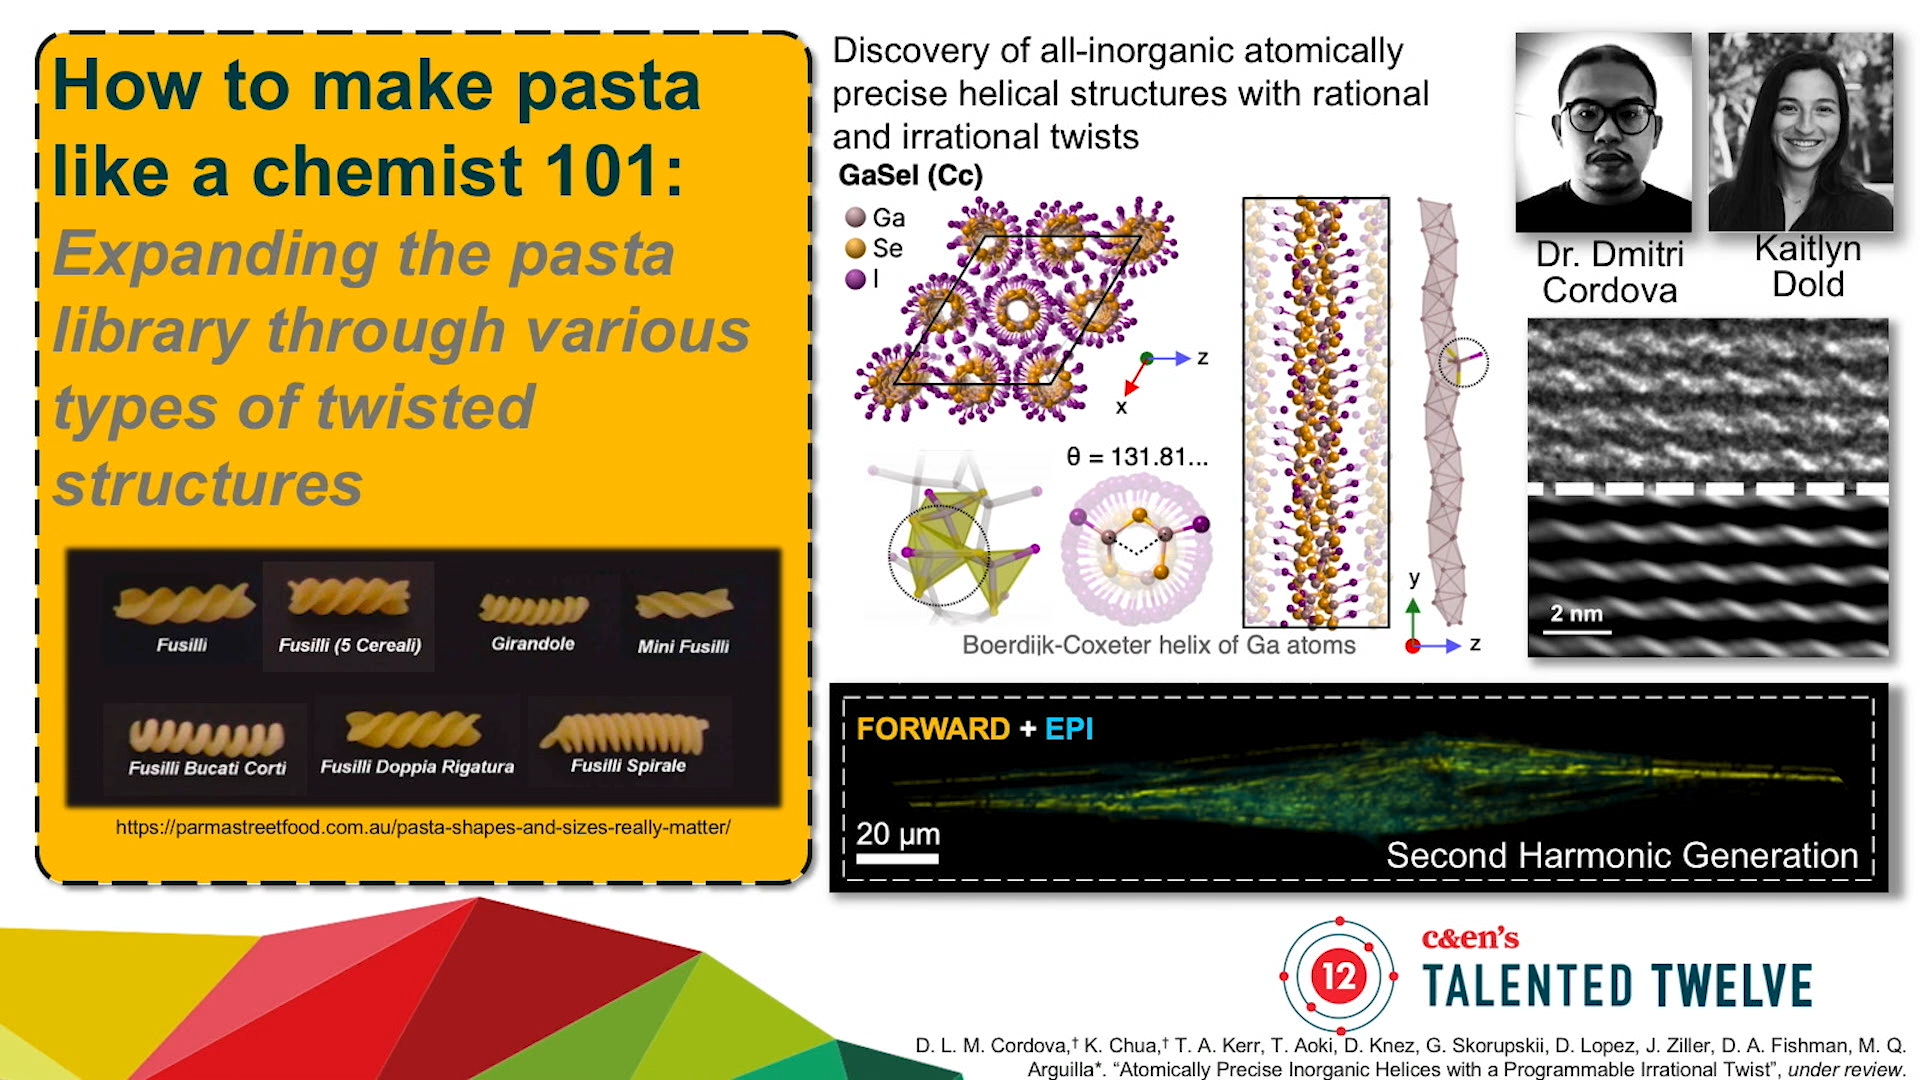 How to make pasta
like a chemist 101:
Expanding the pasta
library through various
types of twisted
structures
Fusilli
Fusilli (5 Cereali)
Girandole
Mini Fusilli
Fusilli Bucati Corti
Fusilli Doppia Rigatura
Fusilli Spirale
https://parmastreetfood.com.au/pasta-shapes-and-sizes-really-matter/
Discovery of all-inorganic atomically
precise helical structures with rational
and irrational twists
GaSeI (Cc)
Ga
Se
I
z
x
θ = 131.81...
y
z
Boerdijk-Coxeter helix of Ga atoms
Dr. Dmitri
Cordova
Kaitlyn
Dold
2 nm
FORWARD + EPI
20 μm
Second Harmonic Generation
12
c&en's
TALENTED TWELVE
D. L. M. Cordova,† K. Chua,† T. A. Kerr, T. Aoki, D. Knez, G. Skorupskii, D. Lopez, J. Ziller, D. A. Fishman, M. Q.
Arguilla*. “Atomically Precise Inorganic Helices with a Programmable Irrational Twist”, under review.